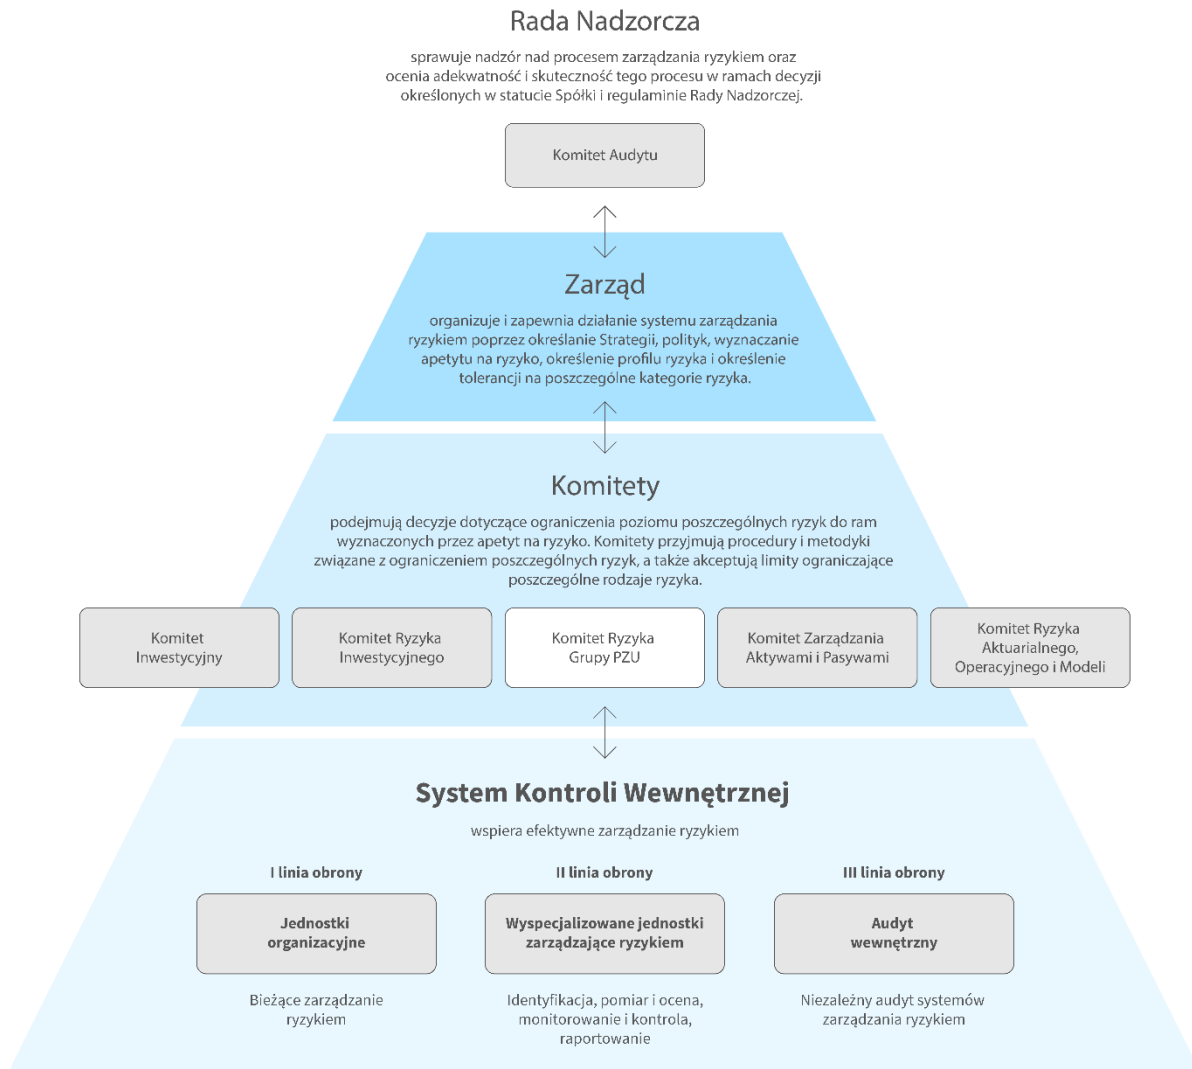 Rada Nadzorcza
sprawuje nadzór nad procesem zarządzania ryzykiem oraz
ocenia adekwatność i skuteczność tego procesu w ramach decyzji
określonych w statucie Spółki i regulaminie Rady Nadzorczej.
Komitet Audytu
Zarząd
organizuje i zapewnia działanie systemu zarządzania
ryzykiem poprzez określanie Strategii, polityk, wyznaczanie
apetytu na ryzyko, określenie profilu ryzyka i określenie
tolerancji na poszczególne kategorie ryzyka.
Komitety
podejmują decyzje dotyczące ograniczenia poziomu poszczególnych ryzyk do ram
wyznaczonych przez apetyt na ryzyko. Komitety przyjmują procedury i metodyki
związane z ograniczeniem poszczególnych ryzyk, a także akceptują limity ograniczające
poszczególne rodzaje ryzyka.
Komitet
Inwestycyjny
Komitet Ryzyka
Inwestycyjnego
Komitet Ryzyka
Grupy PZU
Komitet Zarządzania
Aktywami i Pasywami
Komitet Ryzyka
Aktuarialnego,
Operacyjnego i Modeli
System Kontroli Wewnętrznej
wspiera efektywne zarządzanie ryzykiem
I linia obrony
Jednostki
organizacyjne
Bieżące zarządzanie
ryzykiem
II linia obrony
Wyspecjalizowane jednostki
zarządzające ryzykiem
Identyfikacja, pomiar i ocena,
monitorowanie i kontrola,
raportowanie
III linia obrony
Audyt
wewnętrzny
Niezależny audyt systemów
zarządzania ryzykiem